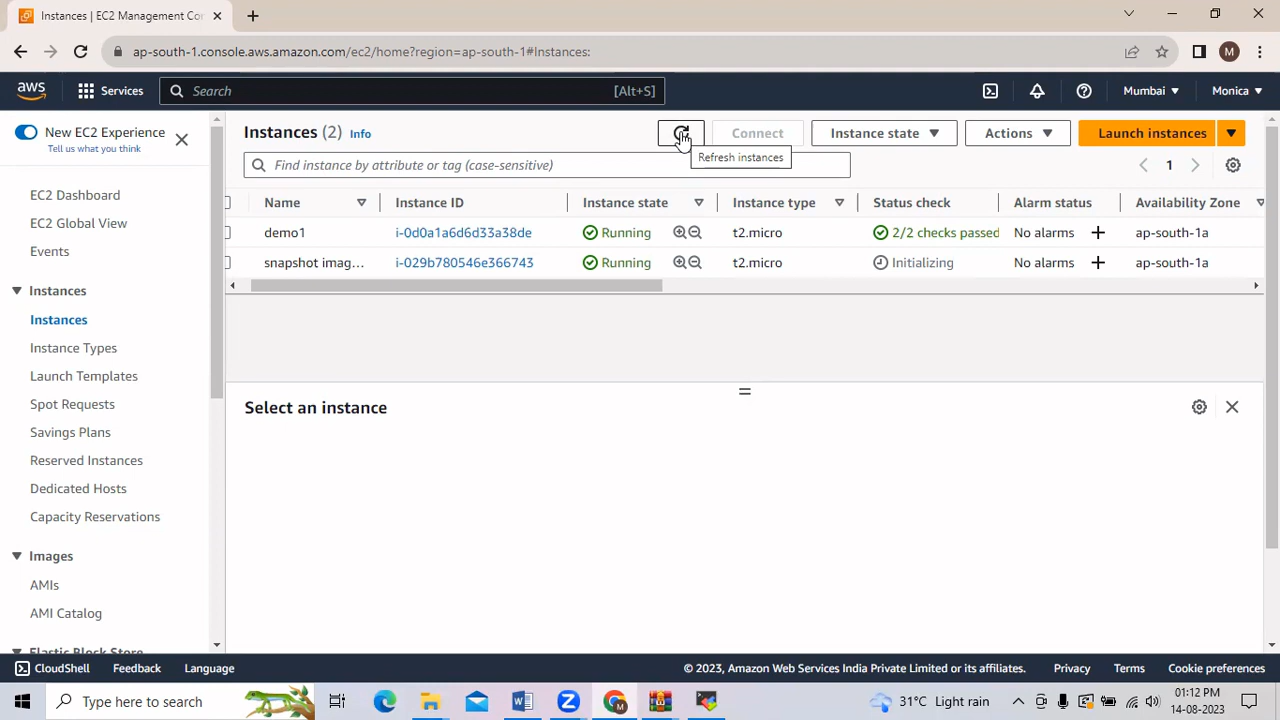 Instances | EC2 Management Con
ap-south-1.console.aws.amazon.com/ec2/home?region=ap-south-1#Instances:
M
aws
Services
Search
[Alt+S]
Mumbai
Monica
New EC2 Experience
Tell us what you think
EC2 Dashboard
EC2 Global View
Events
Instances
Instances
Instance Types
Launch Templates
Spot Requests
Savings Plans
Reserved Instances
Dedicated Hosts
Capacity Reservations
Images
AMIs
AMI Catalog
Elastic Block Store
Instances (2) Info
Connect
Instance state
Actions
Launch instances
Refresh instances
Find instance by attribute or tag (case-sensitive)
1
Name Instance ID Instance state Instance type Status check Alarm status Availability Zone
demo1 i-0d0a1a6d6d33a38de Running t2.micro 2/2 checks passed No alarms ap-south-1a
snapshot imag... i-029b780546e366743 Running t2.micro Initializing No alarms ap-south-1a
Select an instance
CloudShell Feedback Language
© 2023, Amazon Web Services India Private Limited or its affiliates. Privacy Terms Cookie preferences
Type here to search
31°C Light rain
01:12 PM
14-08-2023